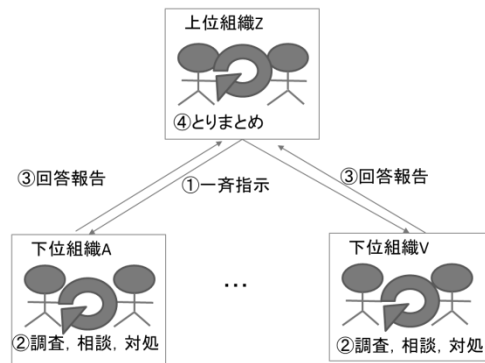 上位組織Z
④とりまとめ
③回答報告
①一斉指示
③回答報告
下位組織A
②調査，相談，対処
…
下位組織V
②調査，相談，対処